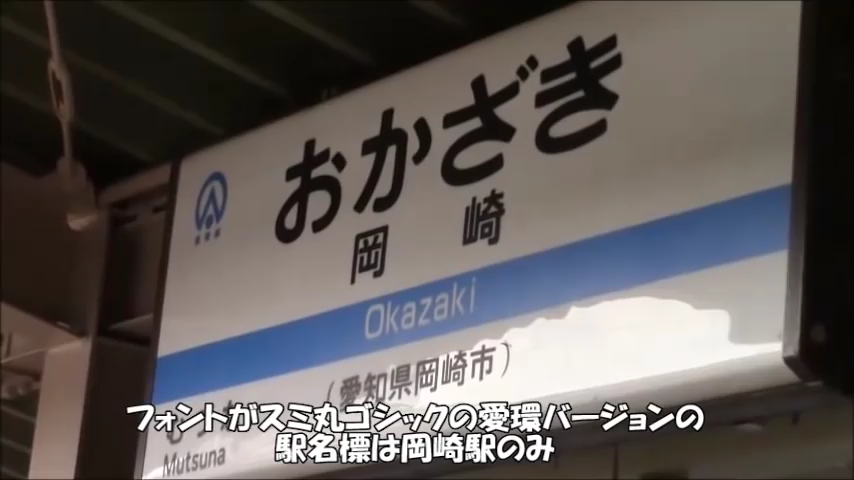 おかざき
岡崎
Okazaki
(愛知県岡崎市)
Mutsuna
フォントがスミ丸ゴシックの愛環バージョンの
駅名標は岡崎駅のみ